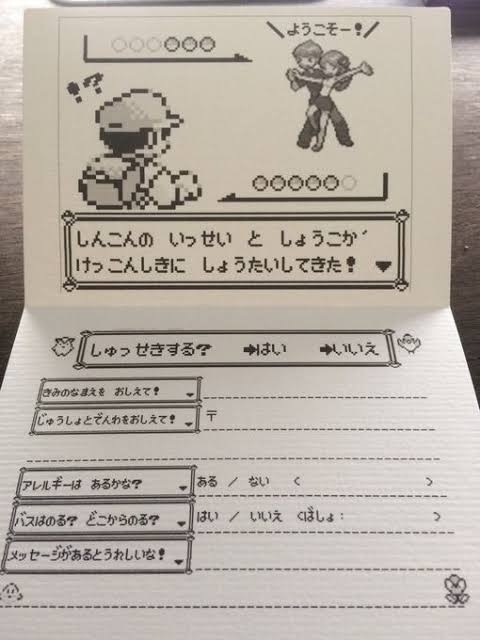 ＼ようこそー！／
！？
しんこんの いっせい と しょうこが
けっこんしきに しょうたいしてきた！ ▼
しゅっせきする？ ➡はい ➡いいえ
きみのなまえを おしえて！
じゅうしょとでんわをおしえて！ 〒
アレルギーは あるかな？ ある / ない < >
バスはのる？ どこからのる？ はい / いいえ <ばしょ： >
メッセージがあるとうれしいな！